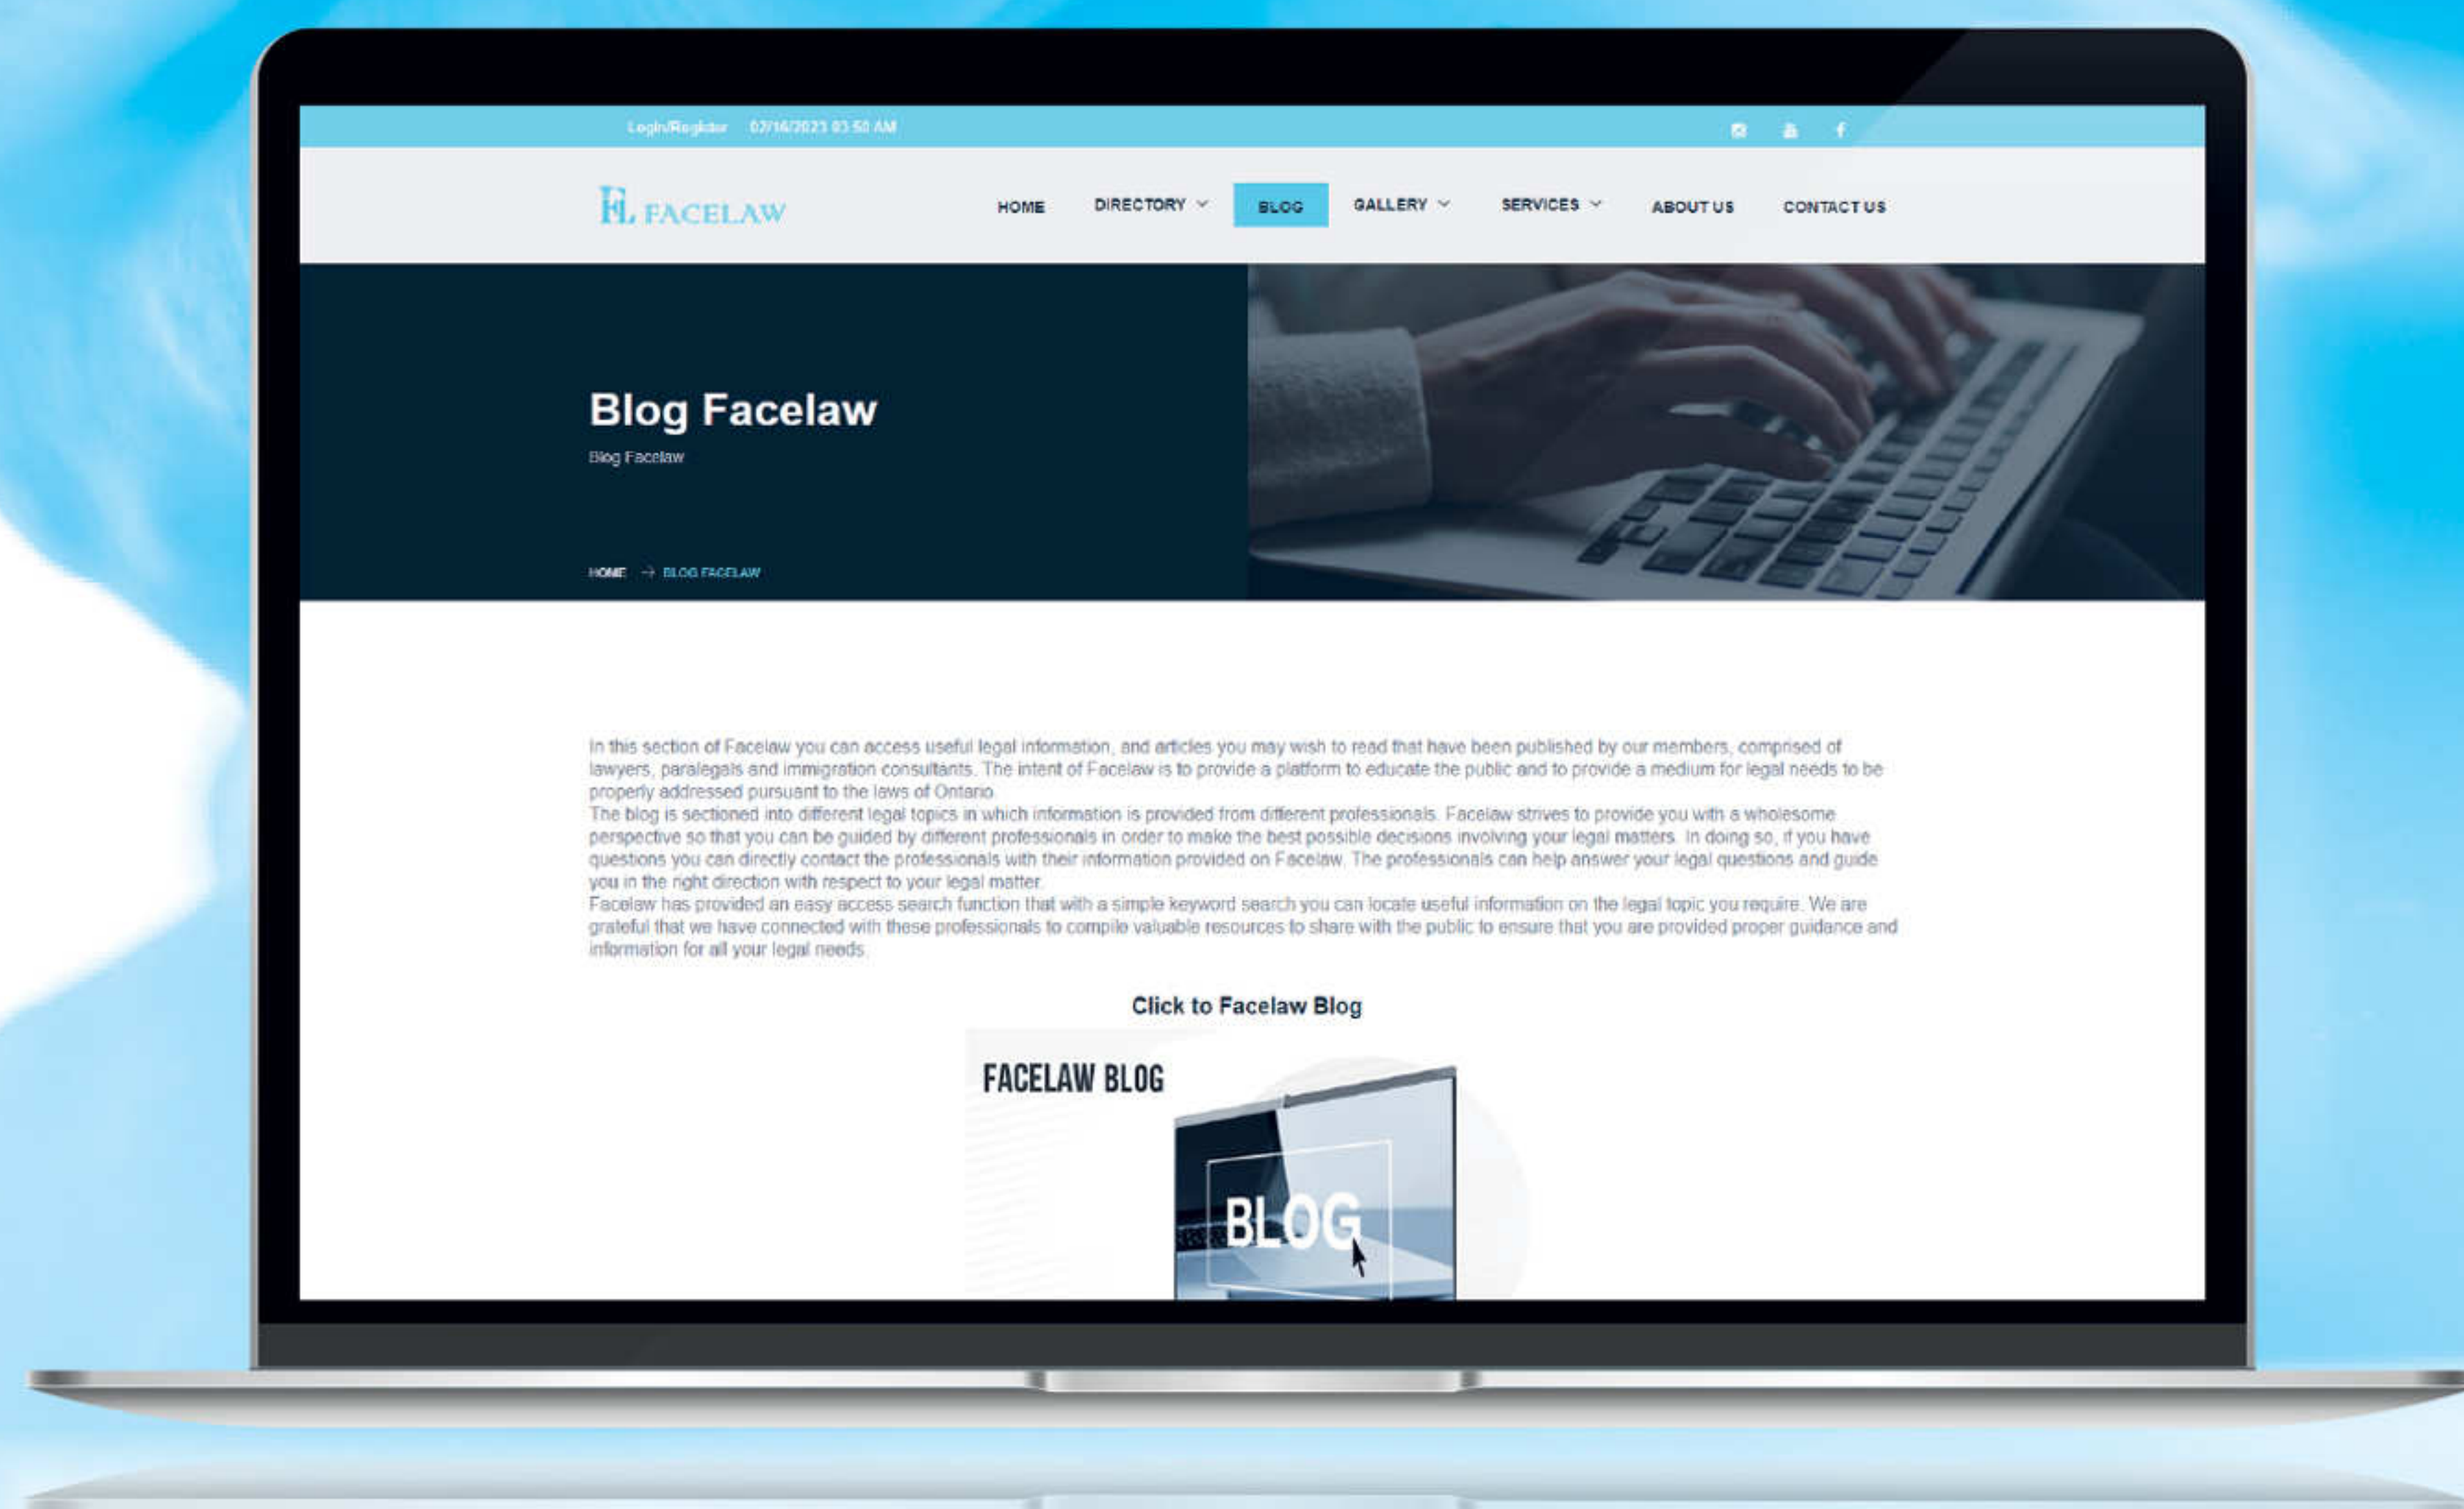 Login/Register 02/16/2023 03:50 AM
FL FACELAW
HOME DIRECTORY BLOG GALLERY SERVICES ABOUT US CONTACT US
Blog Facelaw
Blog Facelaw
HOME → BLOG FACELAW
In this section of Facelaw you can access useful legal information, and articles you may wish to read that have been published by our members, comprised of
lawyers, paralegals and immigration consultants. The intent of Facelaw is to provide a platform to educate the public and to provide a medium for legal needs to be
properly addressed pursuant to the laws of Ontario.
The blog is sectioned into different legal topics in which information is provided from different professionals. Facelaw strives to provide you with a wholesome
perspective so that you can be guided by different professionals in order to make the best possible decisions involving your legal matters. In doing so, if you have
questions you can directly contact the professionals with their information provided on Facelaw. The professionals can help answer your legal questions and guide
you in the right direction with respect to your legal matter.
Facelaw has provided an easy access search function that with a simple keyword search you can locate useful information on the legal topic you require. We are
grateful that we have connected with these professionals to compile valuable resources to share with the public to ensure that you are provided proper guidance and
information for all your legal needs.
Click to Facelaw Blog
FACELAW BLOG
BLOG